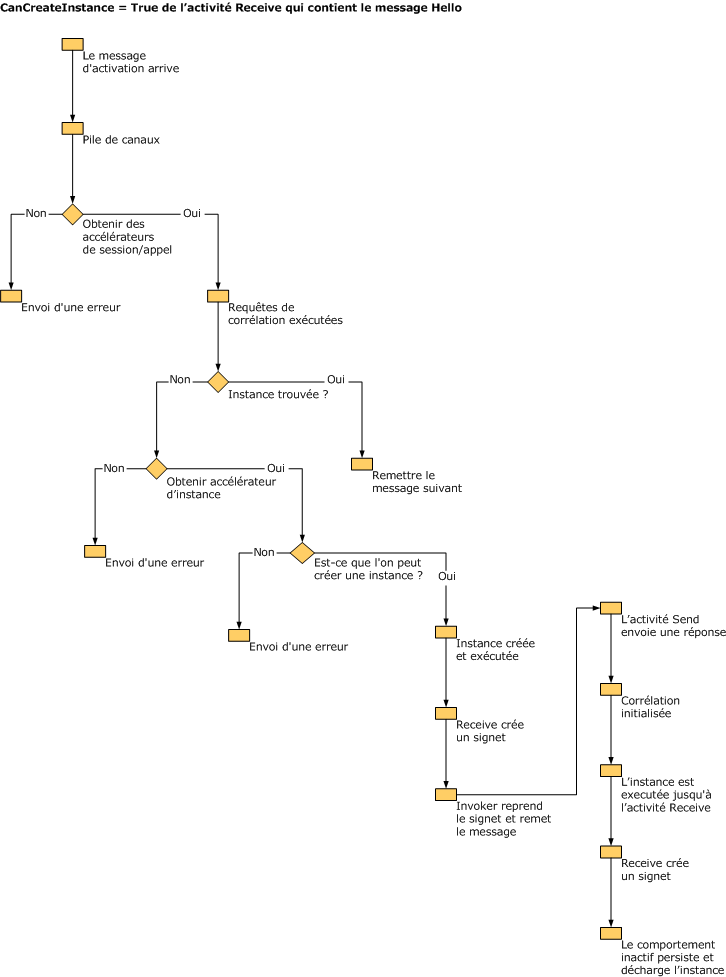 CanCreateInstance = True de l’activité Receive qui contient le message Hello
Le message
d'activation arrive
Pile de canaux
Non
Oui
Obtenir des
accélérateurs
de session/appel
Envoi d'une erreur
Requêtes de
corrélation exécutées
Non
Oui
Instance trouvée ?
Remettre le
message suivant
Non
Oui
Obtenir accélérateur
d’instance
Envoi d'une erreur
Non
Est-ce que l'on peut
créer une instance ?
Oui
Envoi d'une erreur
Instance créée
et exécutée
Receive crée
un signet
Invoker reprend
le signet et remet
le message
L’activité Send
envoie une réponse
Corrélation
initialisée
L’instance est
executée jusqu'à
l’activité Receive
Receive crée
un signet
Le comportement
inactif persiste et
décharge l’instance